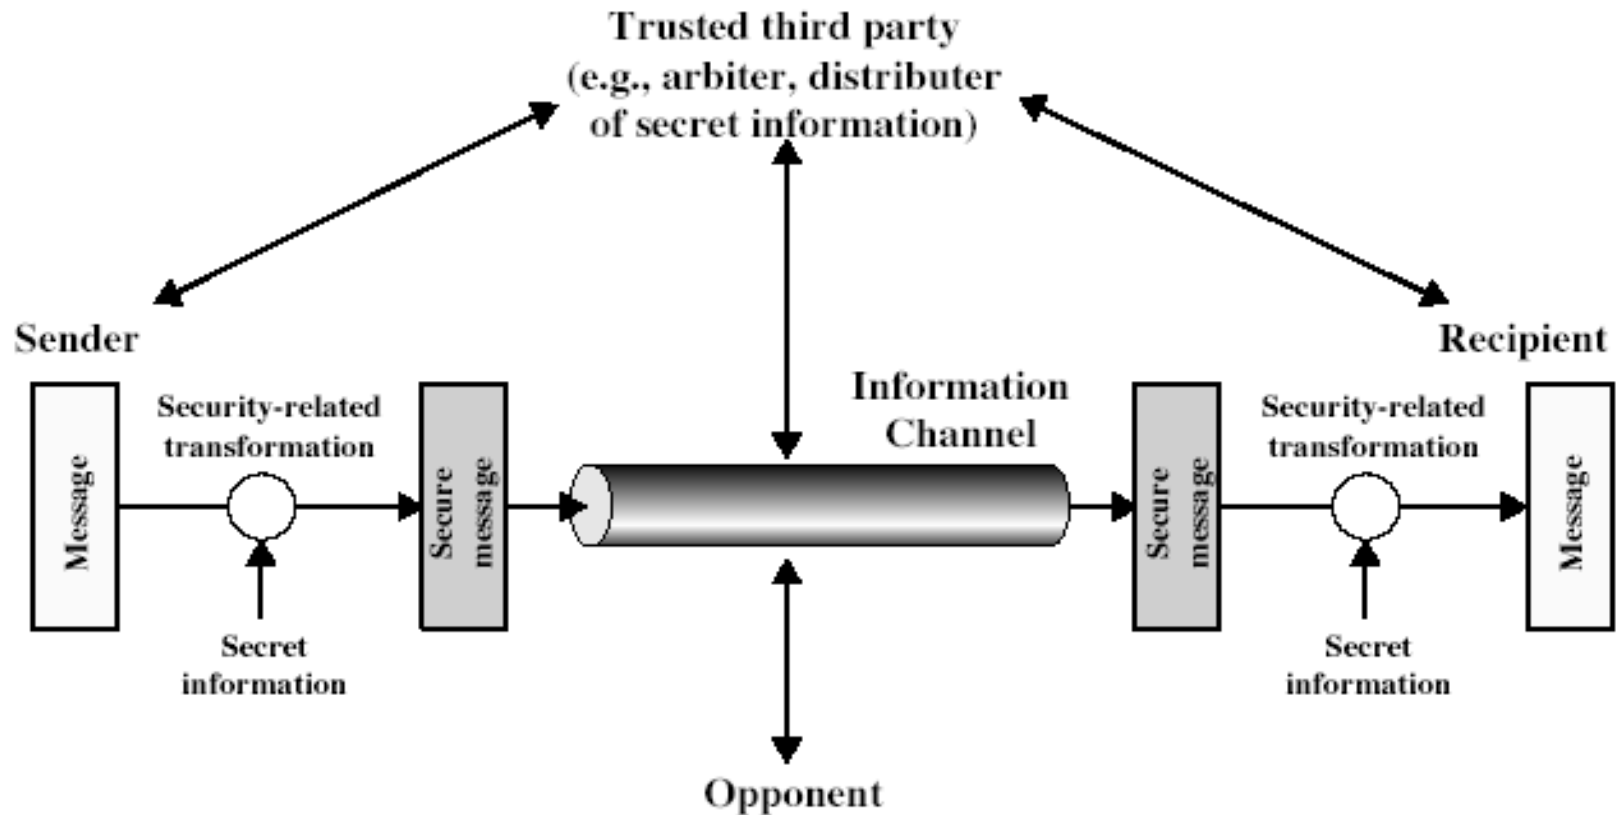 Trusted third party
(e.g., arbiter, distributer
of secret information)
Sender
Recipient
Information
Channel
Security-related
transformation
Security-related
transformation
Message
Secure
message
Secure
message
Message
Secret
information
Secret
information
Opponent